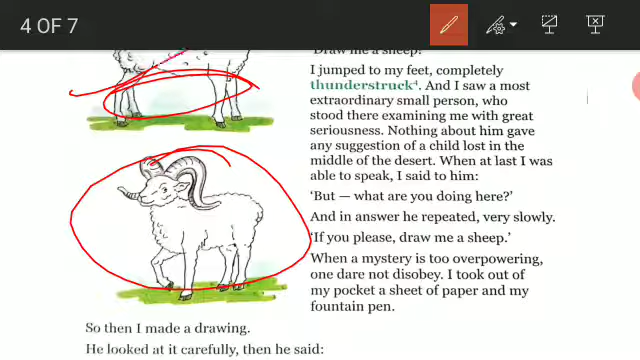 4 OF 7
'Draw me a sheep!'
I jumped to my feet, completely
thunderstruck⁴. And I saw a most
extraordinary small person, who
stood there examining me with great
seriousness. Nothing about him gave
any suggestion of a child lost in the
middle of the desert. When at last I was
able to speak, I said to him:
'But — what are you doing here?'
And in answer he repeated, very slowly.
'If you please, draw me a sheep.'
When a mystery is too overpowering,
one dare not disobey. I took out of
my pocket a sheet of paper and my
fountain pen.
So then I made a drawing.
He looked at it carefully, then he said: